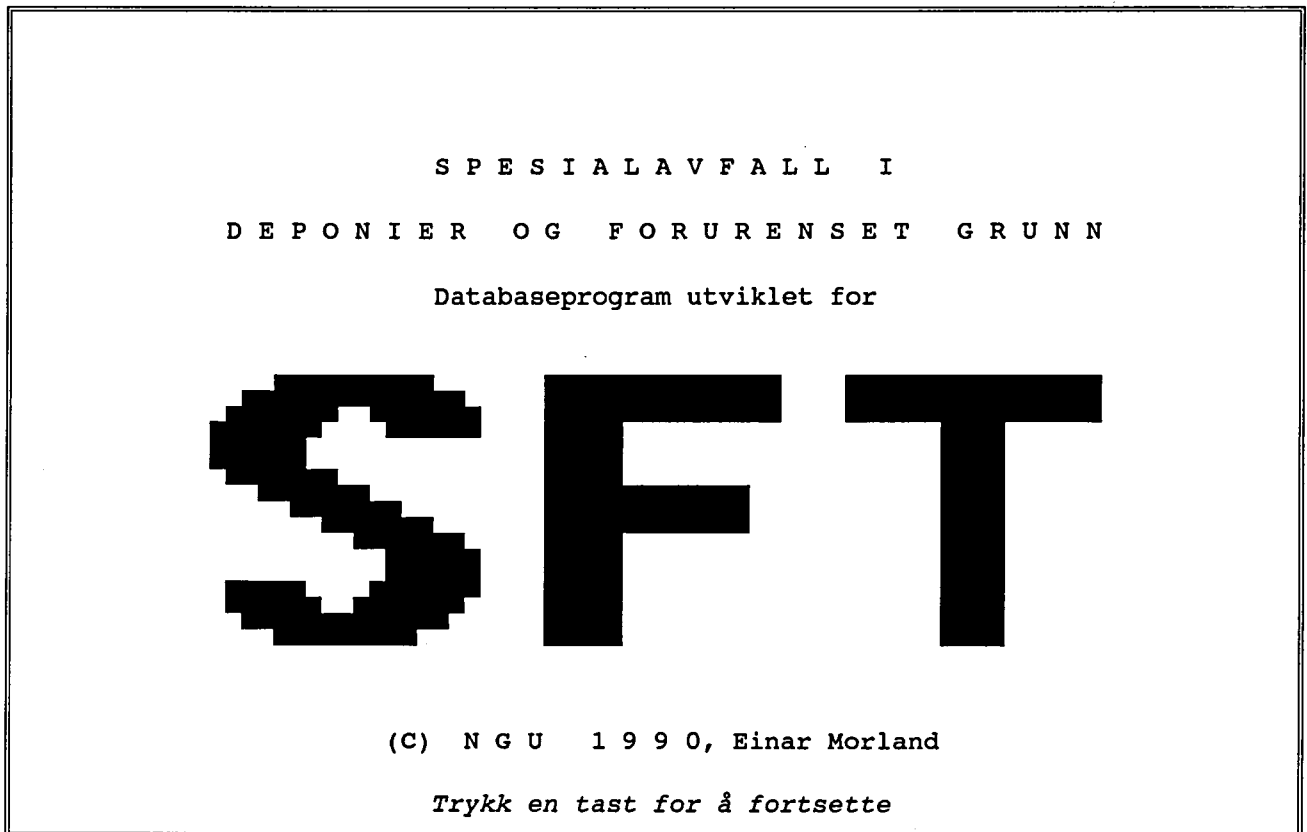 S P E S I A L A V F A L L   I
D E P O N I E R   O G   F O R U R E N S E T   G R U N N
Databaseprogram utviklet for
SFT
(C) N G U   1 9 9 0, Einar Morland
Trykk en tast for å fortsette